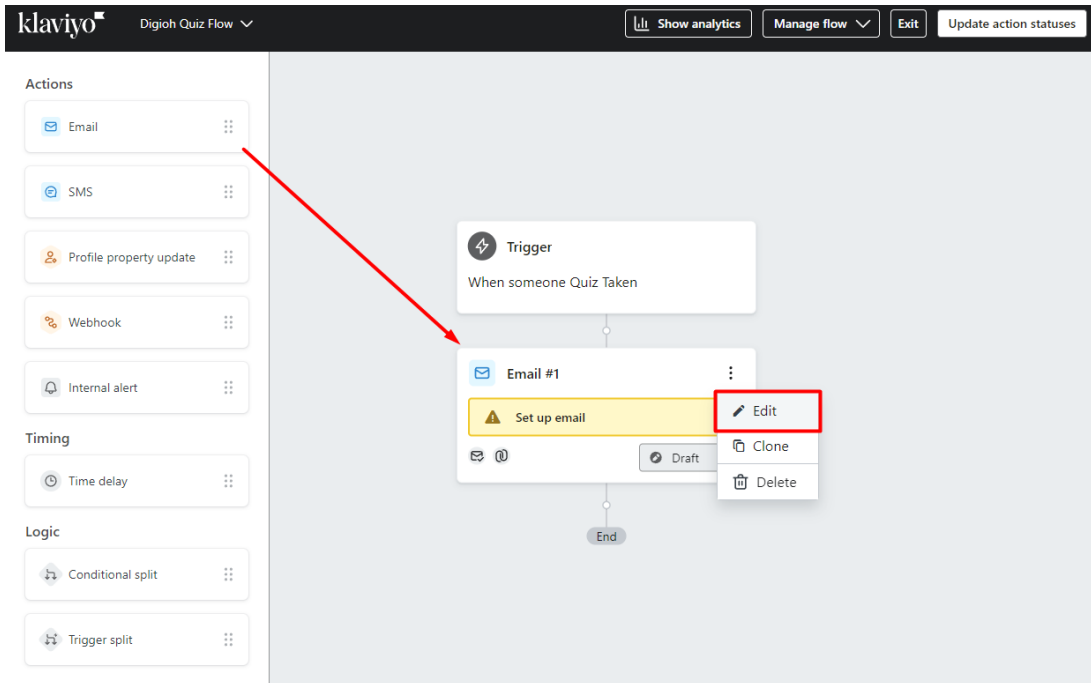 klaviyo
Digioh Quiz Flow
Show analytics
Manage flow
Exit
Update action statuses
Actions
Email
SMS
Profile property update
Webhook
Internal alert
Timing
Time delay
Logic
Conditional split
Trigger split
Trigger
When someone Quiz Taken
Email #1
Set up email
Draft
Edit
Clone
Delete
End